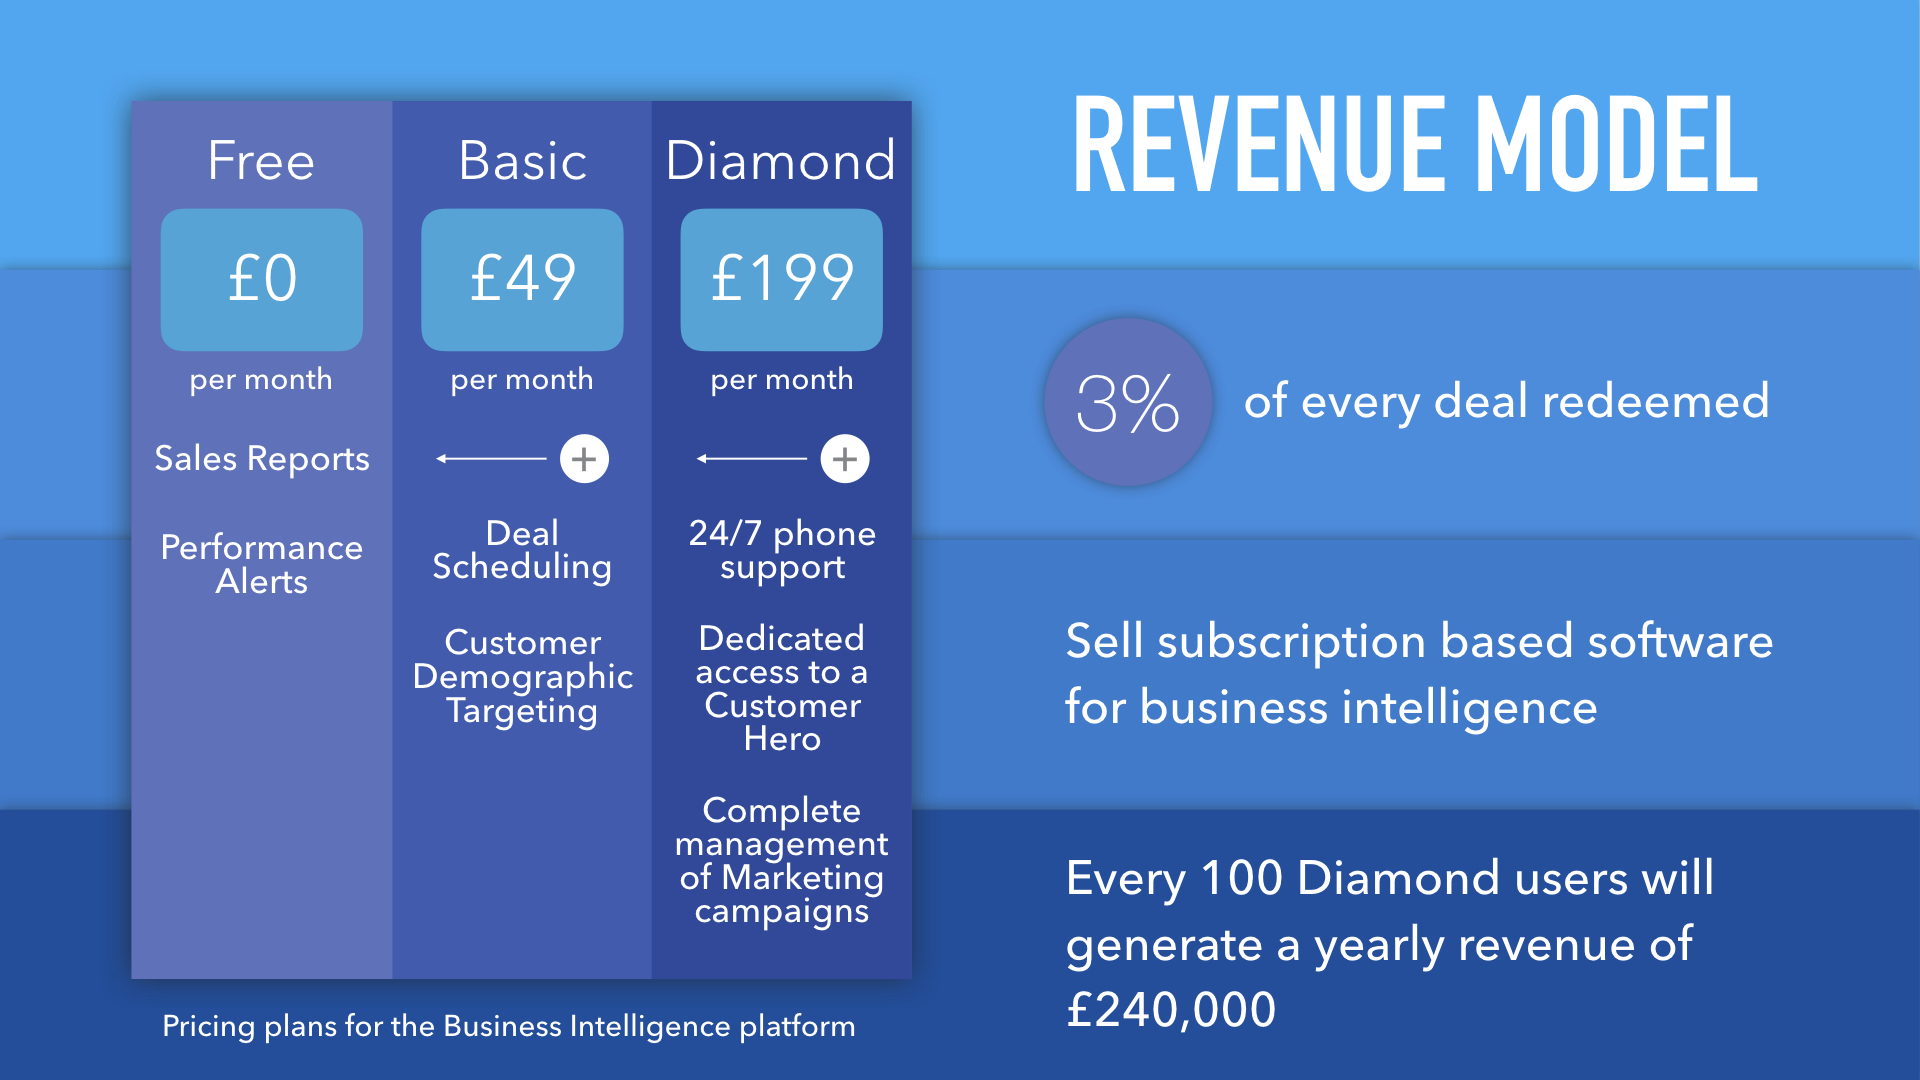 REVENUE MODEL
Free
£0
per month
Sales Reports
Performance
Alerts
Basic
£49
per month
+
Deal
Scheduling
Customer
Demographic
Targeting
Diamond
£199
per month
+
24/7 phone
support
Dedicated
access to a
Customer
Hero
Complete
management
of Marketing
campaigns
Pricing plans for the Business Intelligence platform
3% of every deal redeemed
Sell subscription based software
for business intelligence
Every 100 Diamond users will
generate a yearly revenue of
£240,000